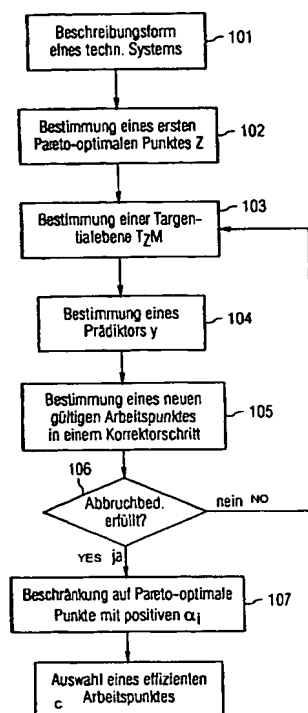 Beschreibungsform
eines techn. Systems
101
Bestimmung eines ersten
Pareto-optimalen Punktes Z
102
103
Bestimmung einer Targen-
tialebene TZM
Bestimmung eines
Prädiktors y
104
Bestimmung eines neuen
gültigen Arbeitspunktes
in einem Korrektorschritt
105
106
Abbruchbed.
erfüllt?
nein NO
YES ja
Beschränkung auf Pareto-optimale
Punkte mit positiven αi
107
Auswahl eines effizienten
Arbeitspunktes
c